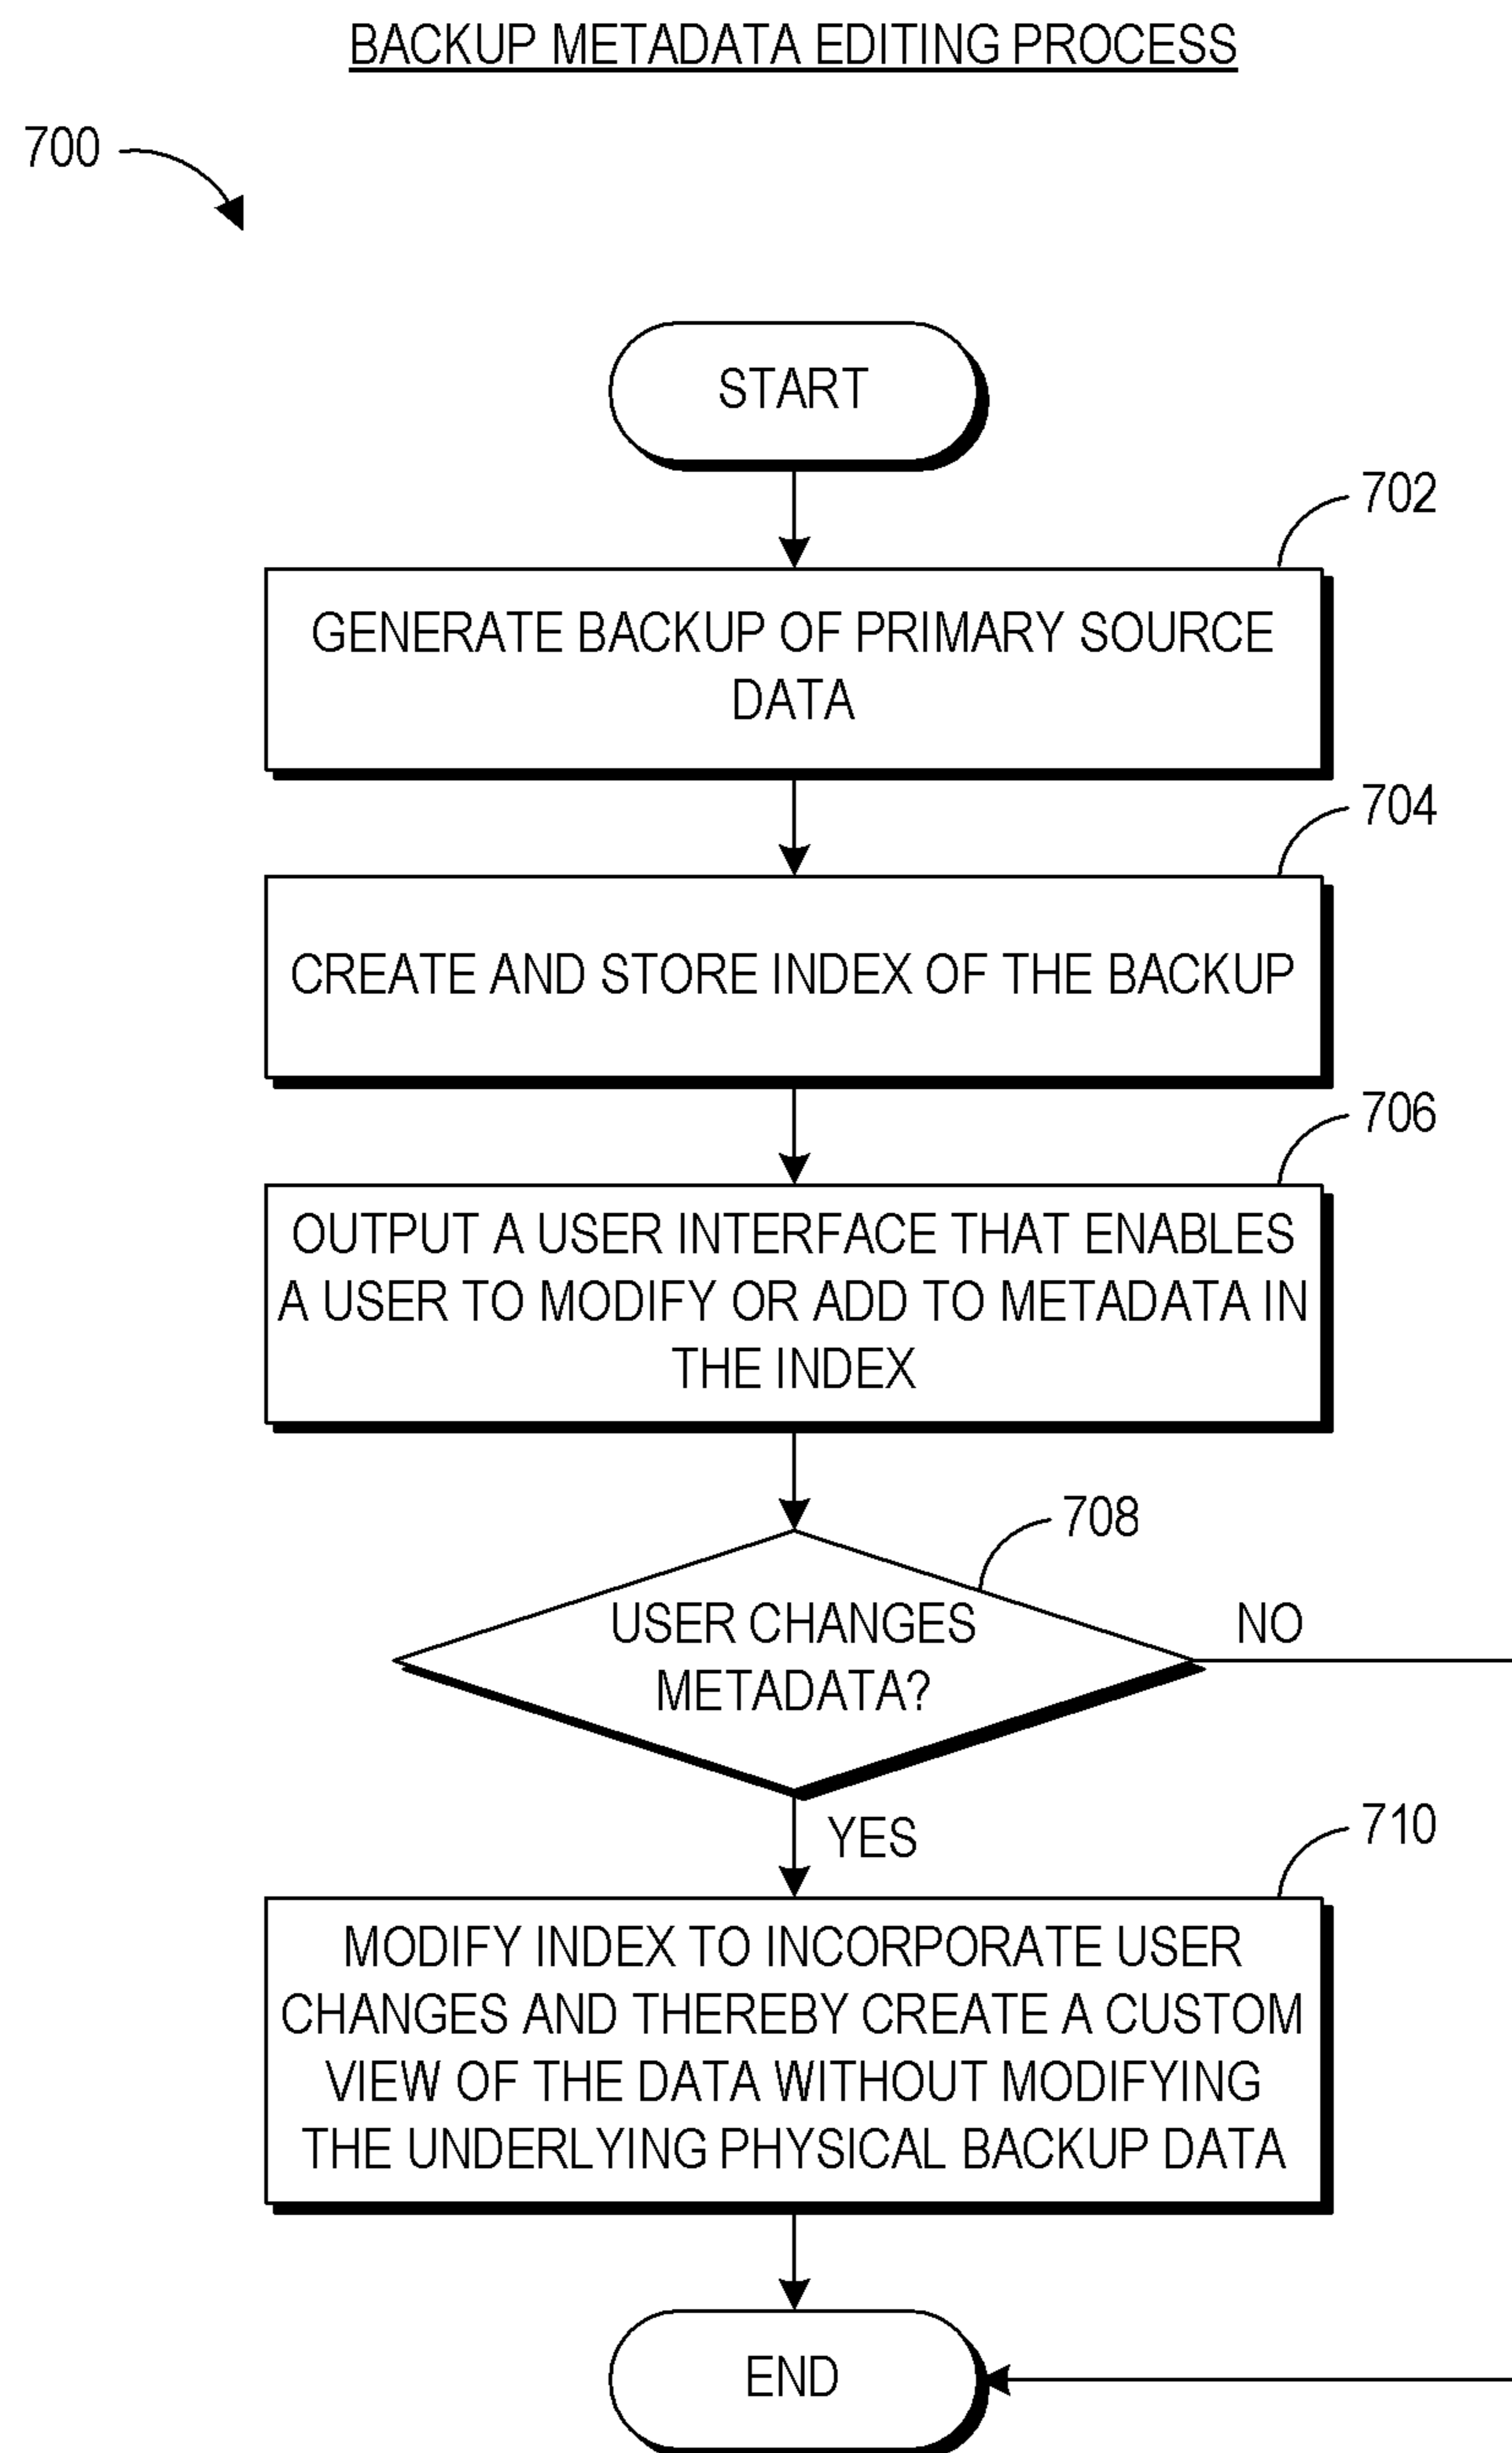 BACKUP METADATA EDITING PROCESS
700
START
702
GENERATE BACKUP OF PRIMARY SOURCE
DATA
704
CREATE AND STORE INDEX OF THE BACKUP
706
OUTPUT A USER INTERFACE THAT ENABLES
A USER TO MODIFY OR ADD TO METADATA IN
THE INDEX
708
USER CHANGES
METADATA?
NO
YES
710
MODIFY INDEX TO INCORPORATE USER
CHANGES AND THEREBY CREATE A CUSTOM
VIEW OF THE DATA WITHOUT MODIFYING
THE UNDERLYING PHYSICAL BACKUP DATA
END